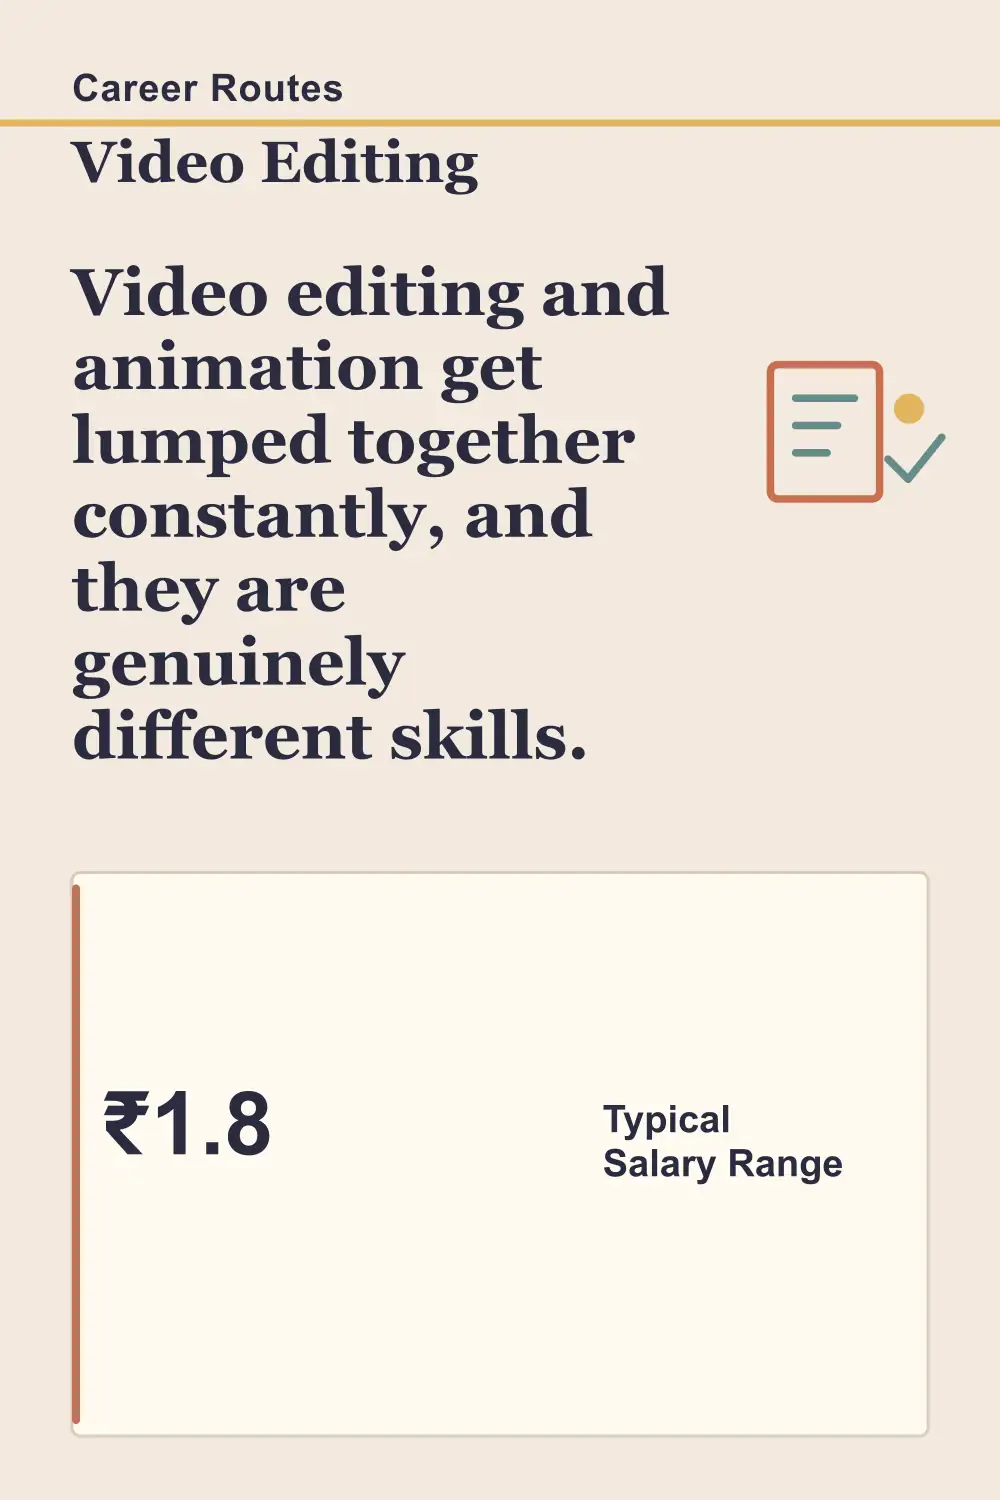 Career Routes
Video Editing
Video editing and
animation get
lumped together
constantly, and
they are
genuinely
different skills.
₹1.8
Typical
Salary Range